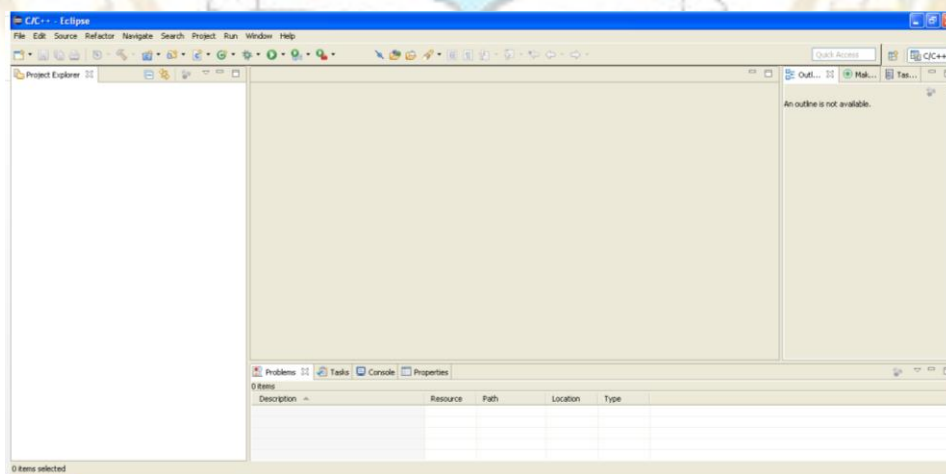 C/C++ - Eclipse
File Edit Source Refactor Navigate Search Project Run Window Help
Quick Access
C/C++
Project Explorer
Outl...
Mak...
Tas...
An outline is not available.
Problems Tasks Console Properties
0 items
Description Resource Path Location Type
0 items selected